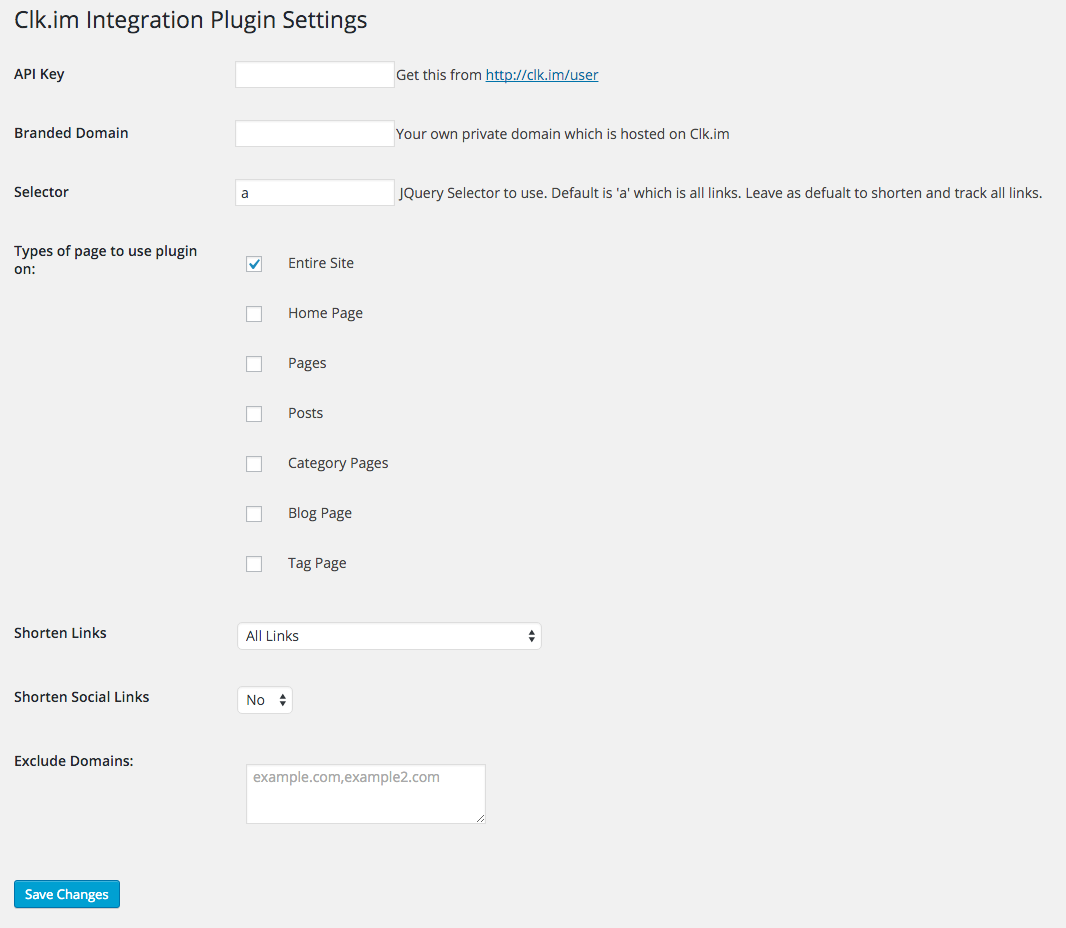 Clk.im Integration Plugin Settings
API Key
Get this from http://clk.im/user
Branded Domain
Your own private domain which is hosted on Clk.im
Selector
a
JQuery Selector to use. Default is 'a' which is all links. Leave as defualt to shorten and track all links.
Types of page to use plugin
on:
Entire Site
Home Page
Pages
Posts
Category Pages
Blog Page
Tag Page
Shorten Links
All Links
Shorten Social Links
No
Exclude Domains:
example.com,example2.com
Save Changes